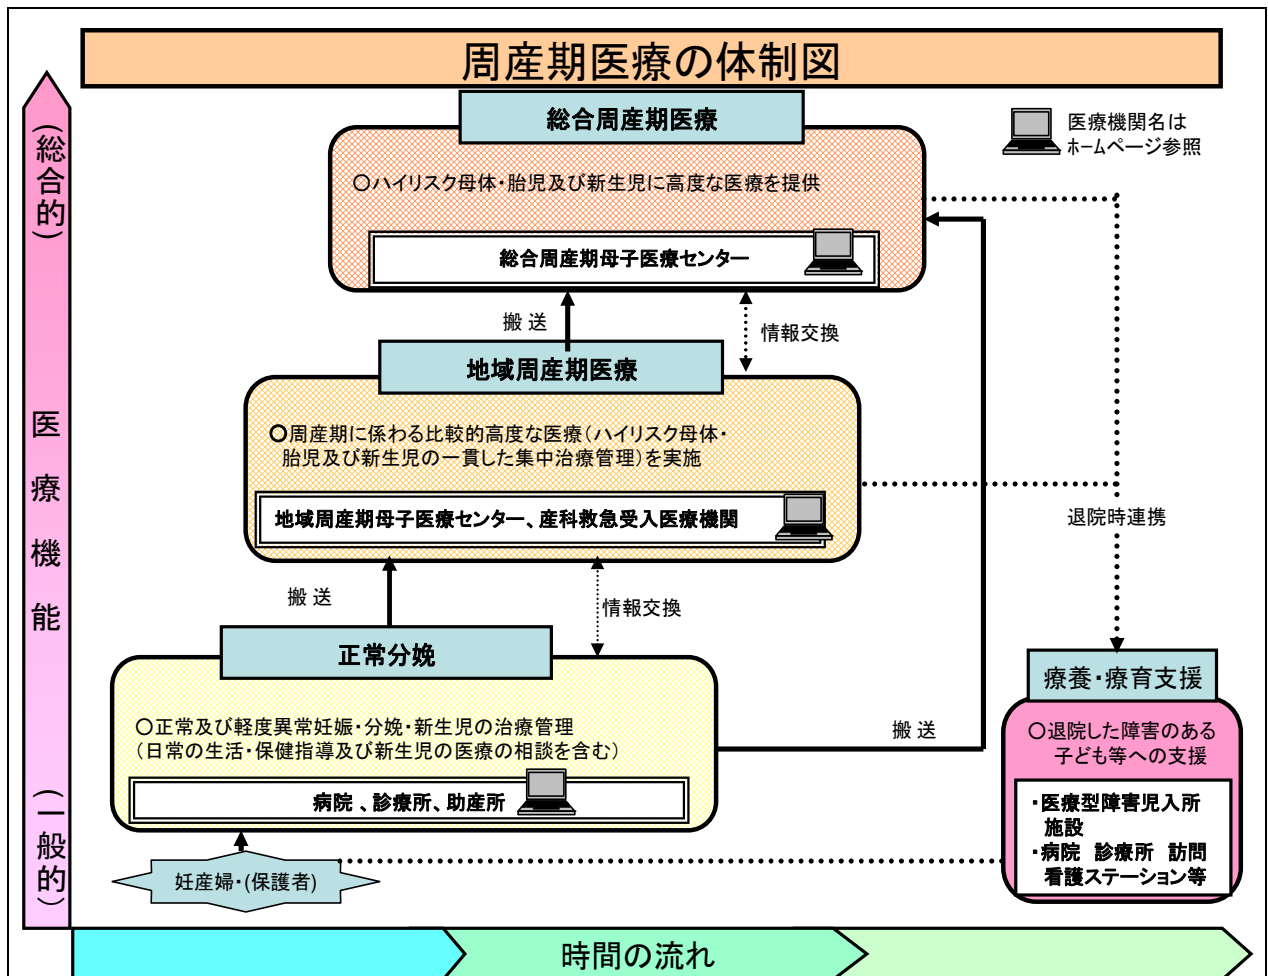 周産期医療の体制図
総合周産期医療
医療機関名は
ホームページ参照
(総合的)
医療機能
(一般的)
〇ハイリスク母体・胎児及び新生児に高度な医療を提供
総合周産期母子医療センター
搬 送
情報交換
地域周産期医療
〇周産期に係わる比較的高度な医療(ハイリスク母体・
胎児及び新生児の一貫した集中治療管理)を実施
地域周産期母子医療センター、産科救急受入医療機関
退院時連携
搬 送
情報交換
正常分娩
〇正常及び軽度異常妊娠・分娩・新生児の治療管理
(日常の生活・保健指導及び新生児の医療の相談を含む)
病院 、診療所、助産所
搬 送
療養・療育支援
〇退院した障害のある
子ども等への支援
・医療型障害児入所
施設
・病院 診療所 訪問
看護ステーション等
妊産婦・(保護者)
時間の流れ